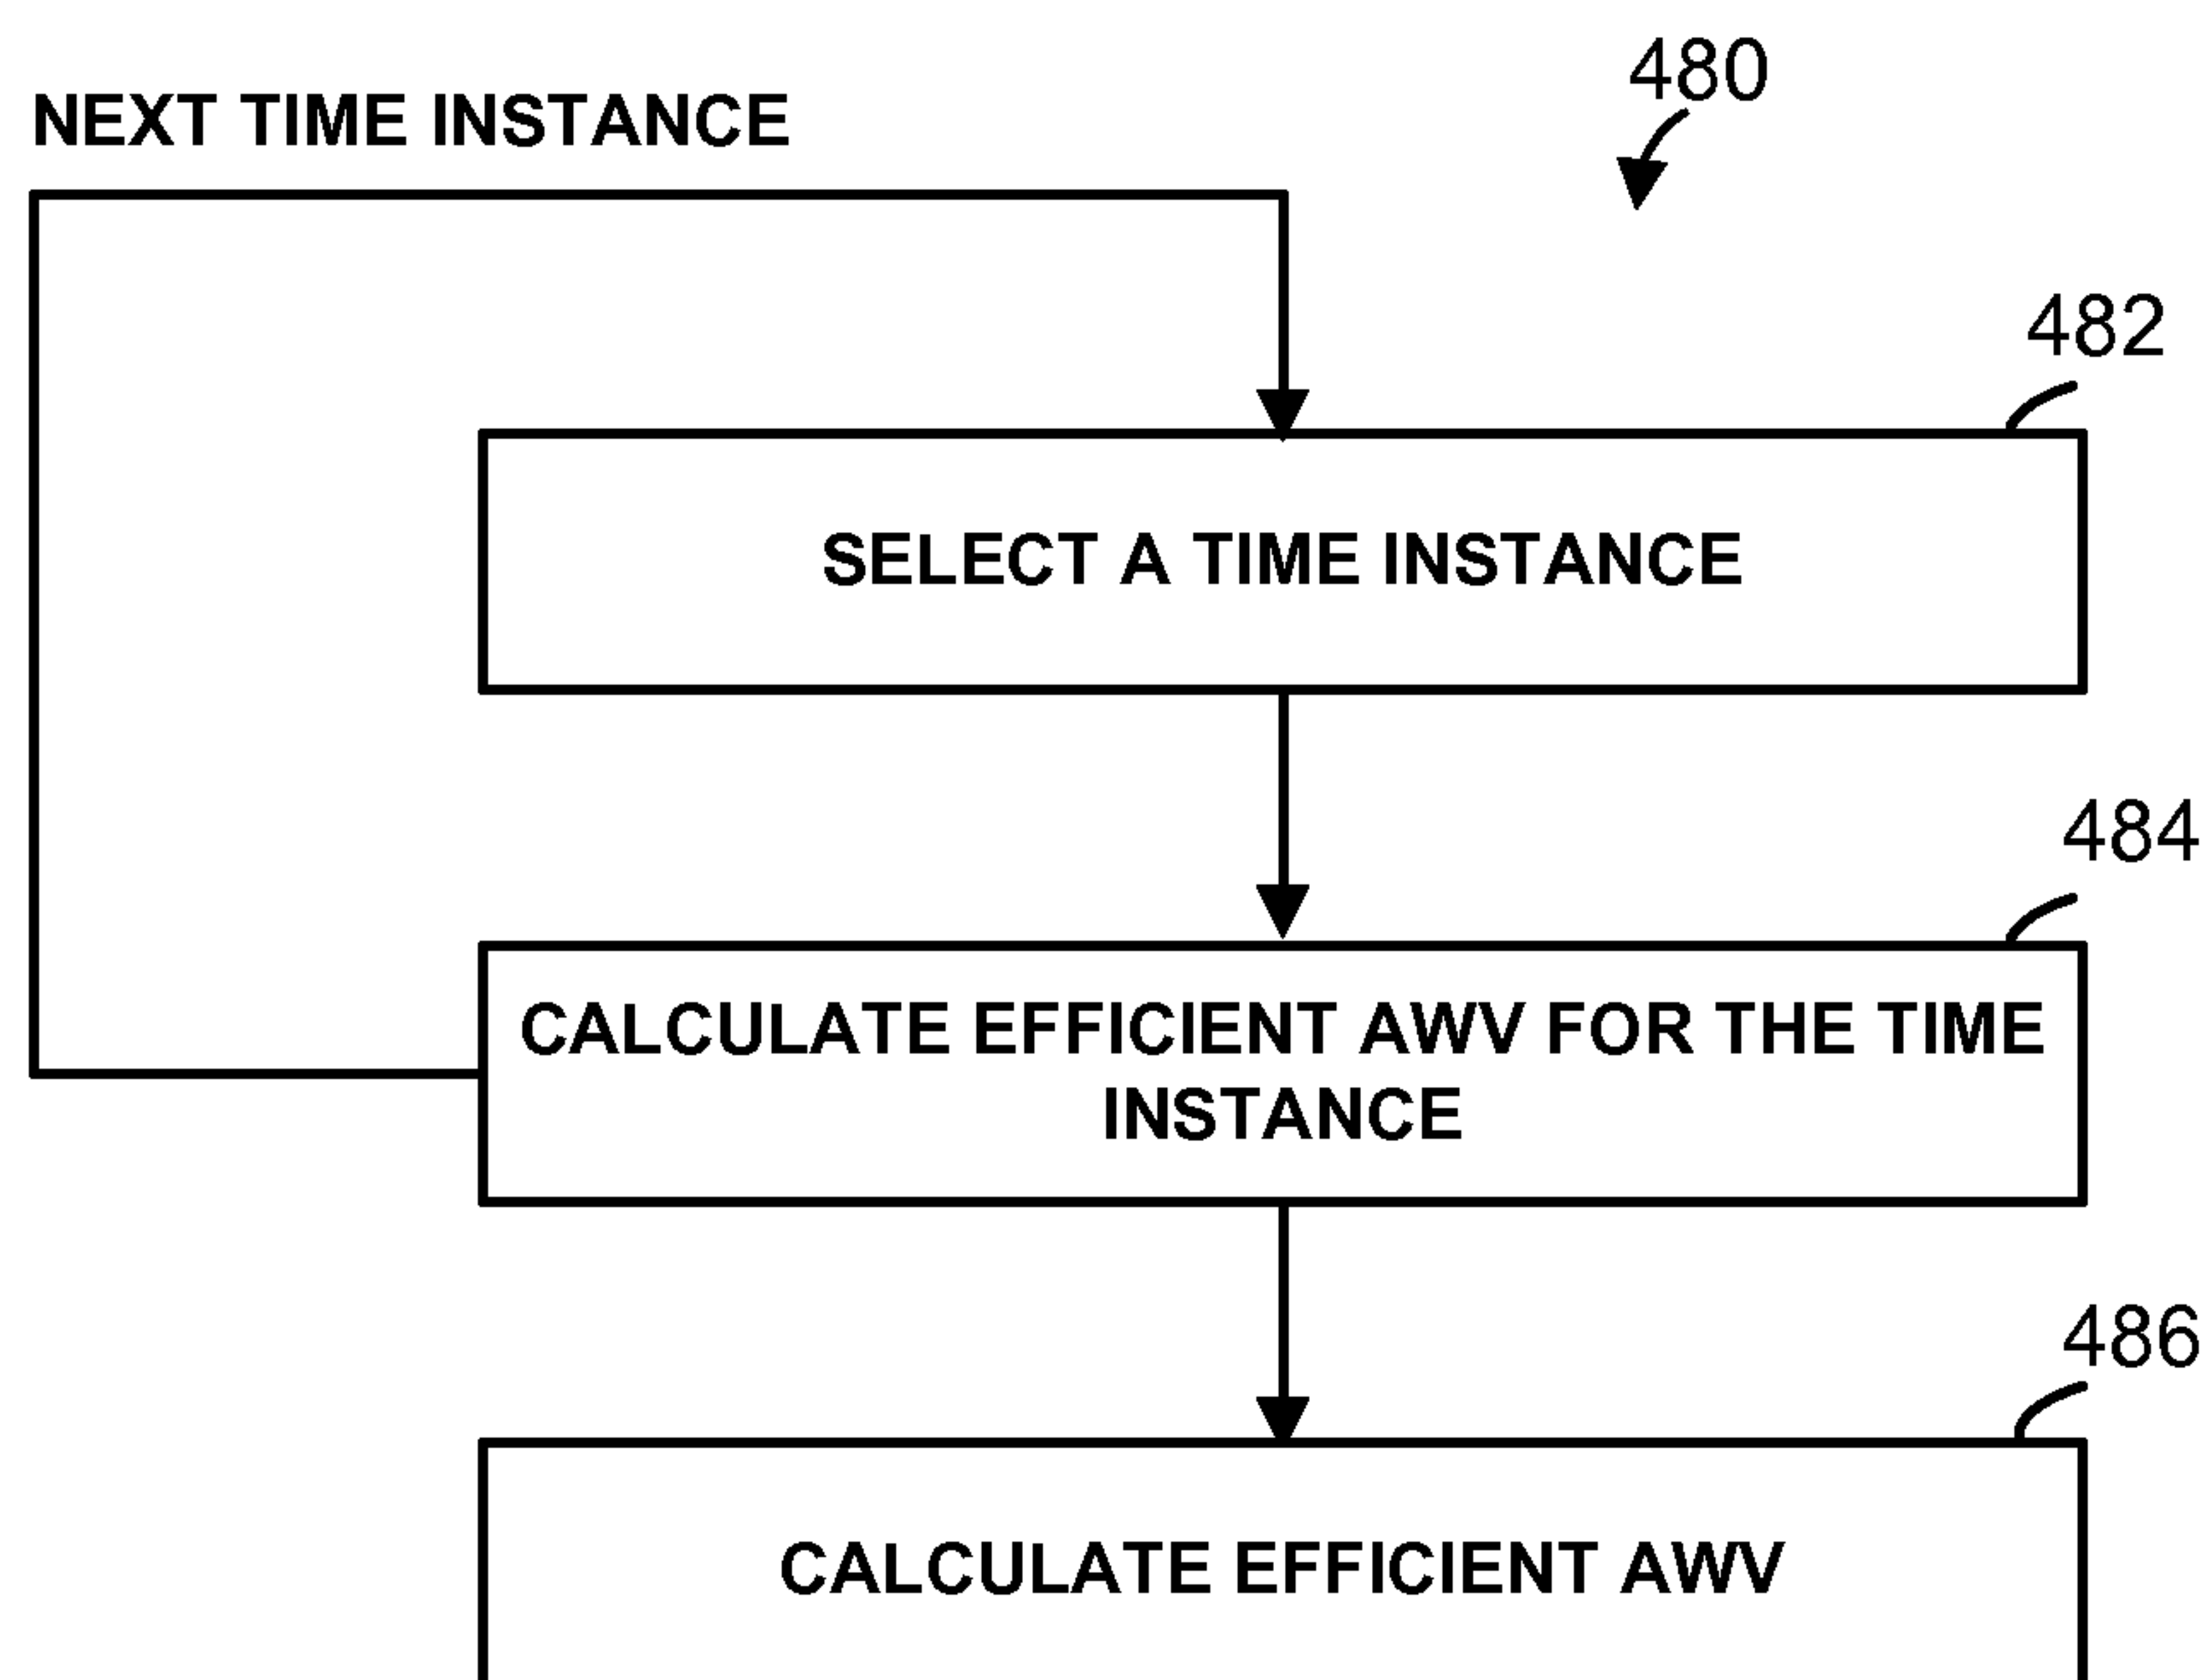 480
NEXT TIME INSTANCE
482
SELECT A TIME INSTANCE
484
CALCULATE EFFICIENT AWV FOR THE TIME
INSTANCE
486
CALCULATE EFFICIENT AWV